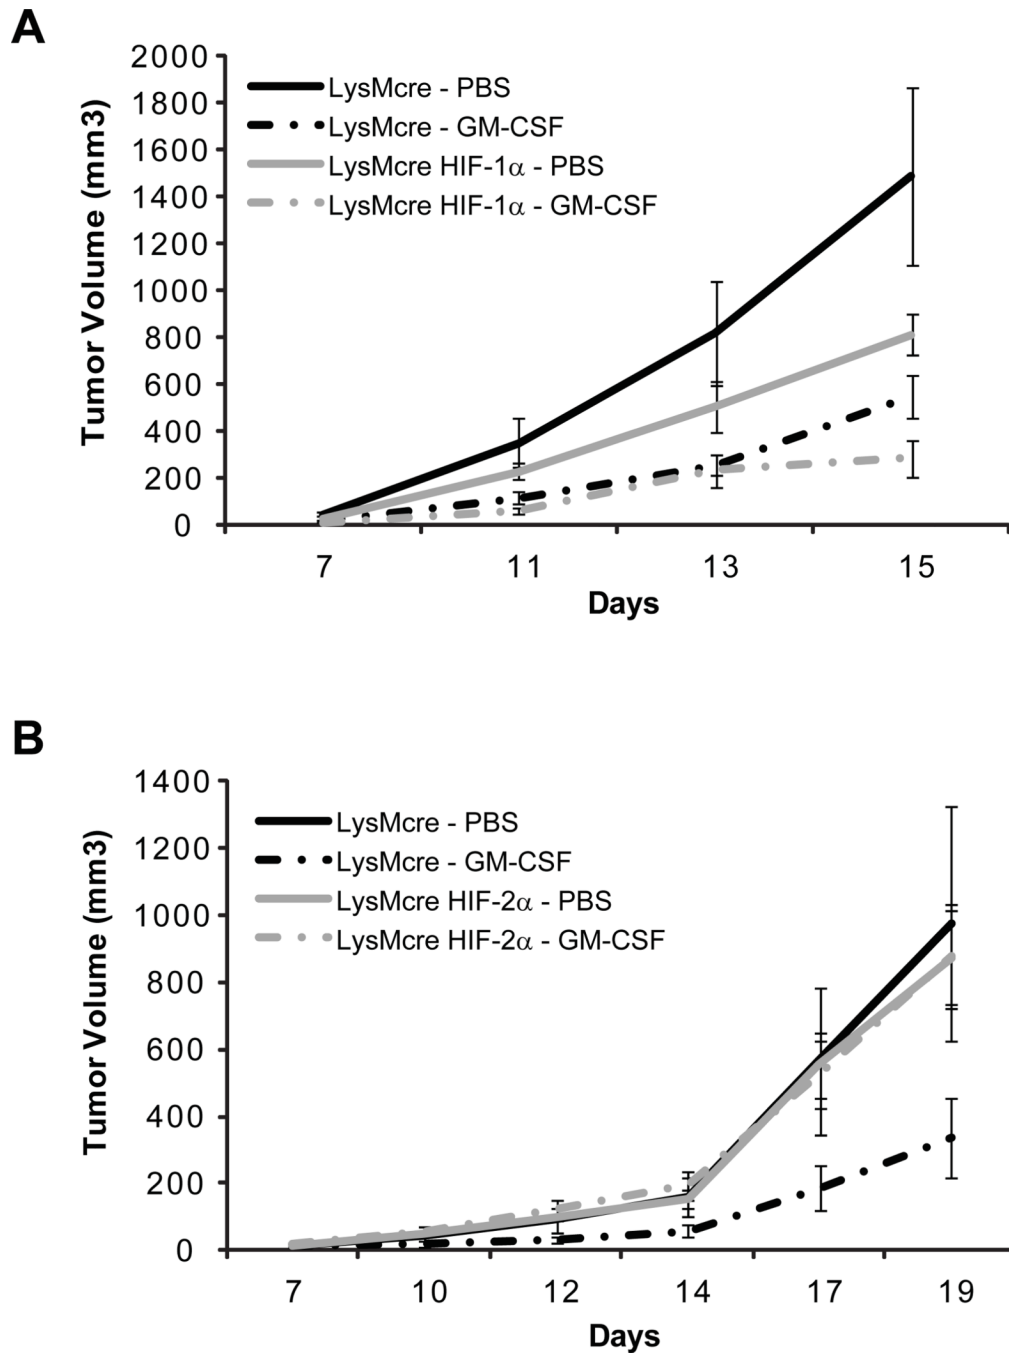 A
2000
1800
1600
1400
1200
1000
800
600
400
200
0
Tumor Volume (mm3)
LysMcre - PBS
LysMcre - GM-CSF
LysMcre HIF-1α - PBS
LysMcre HIF-1α - GM-CSF
7 11 13 15
Days
B
1400
1200
1000
800
600
400
200
0
Tumor Volume (mm3)
LysMcre - PBS
LysMcre - GM-CSF
LysMcre HIF-2α - PBS
LysMcre HIF-2α - GM-CSF
7 10 12 14 17 19
Days